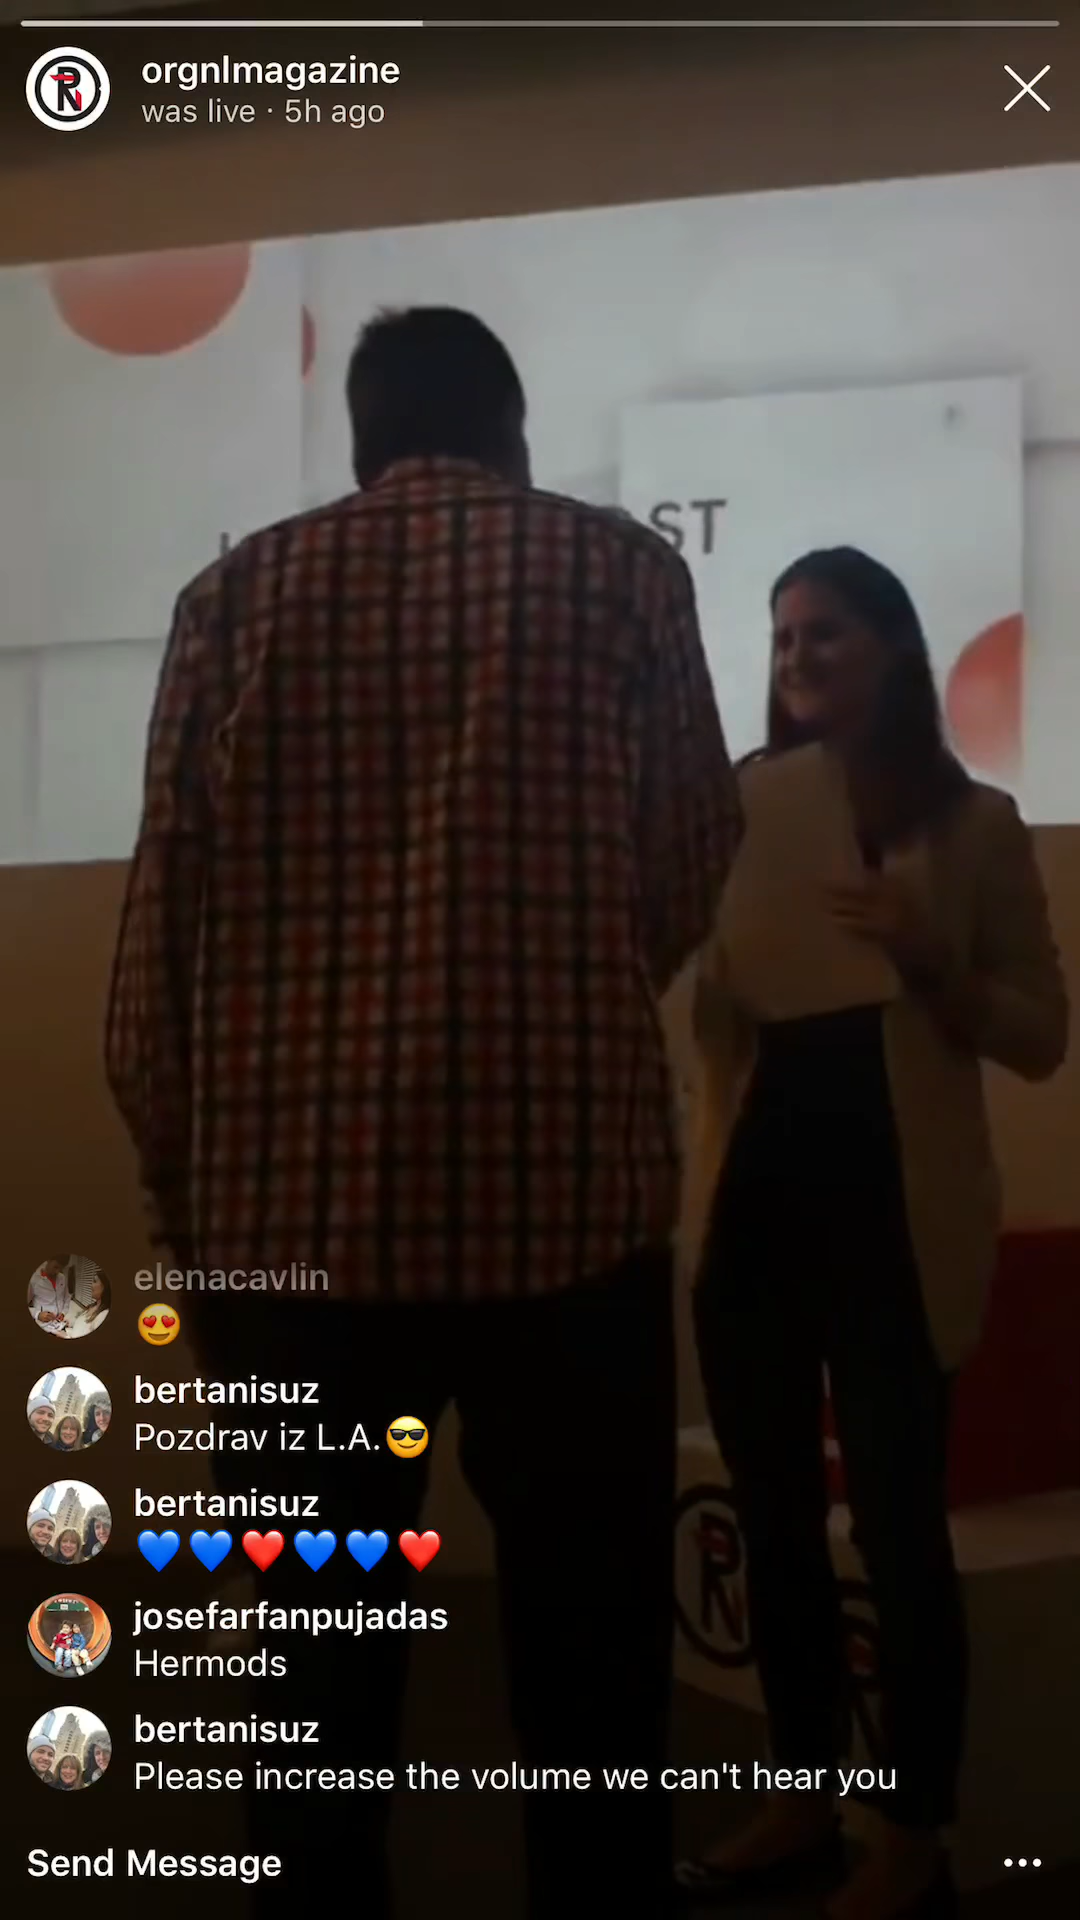 orgnlmagazine
was live · 5h ago
ST
elenacavlin
😍
bertanisuz
Pozdrav iz L.A.😎
bertanisuz
💙💙❤️💙💙❤️
josefarfanpujadas
Hermods
bertanisuz
Please increase the volume we can't hear you
Send Message